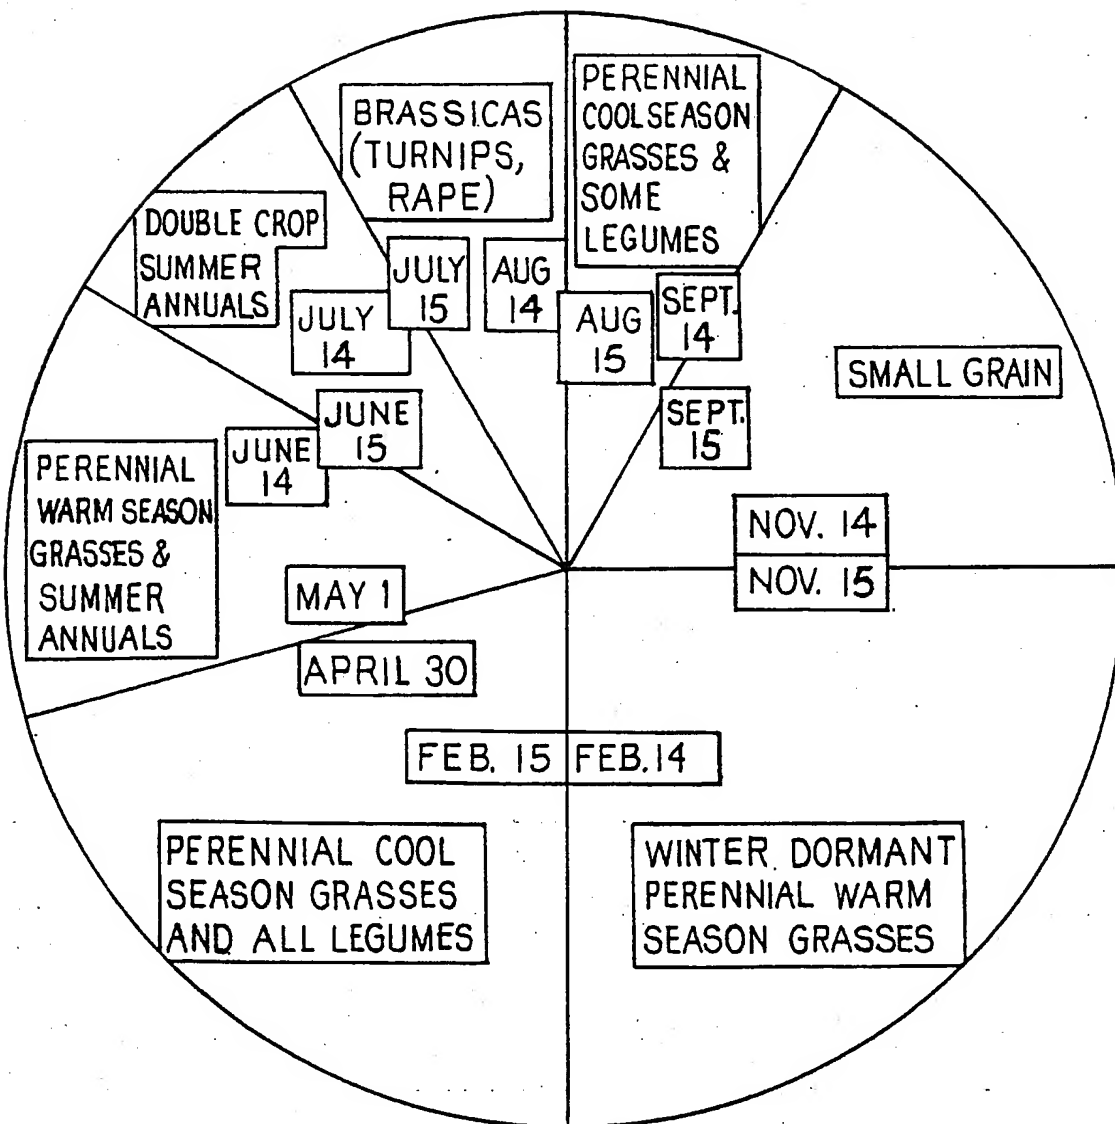 BRASSICAS
(TURNIPS,
RAPE)
PERENNIAL
COOL SEASON
GRASSES &
SOME
LEGUMES
DOUBLE CROP
SUMMER
ANNUALS
JULY
15
AUG
14
JULY
14
AUG
15
SEPT.
14
SMALL GRAIN
JUNE
15
SEPT.
15
JUNE
14
PERENNIAL
WARM SEASON
GRASSES &
SUMMER
ANNUALS
NOV. 14
NOV. 15
MAY 1
APRIL 30
FEB. 15
FEB. 14
PERENNIAL COOL
SEASON GRASSES
AND ALL LEGUMES
WINTER DORMANT
PERENNIAL WARM
SEASON GRASSES